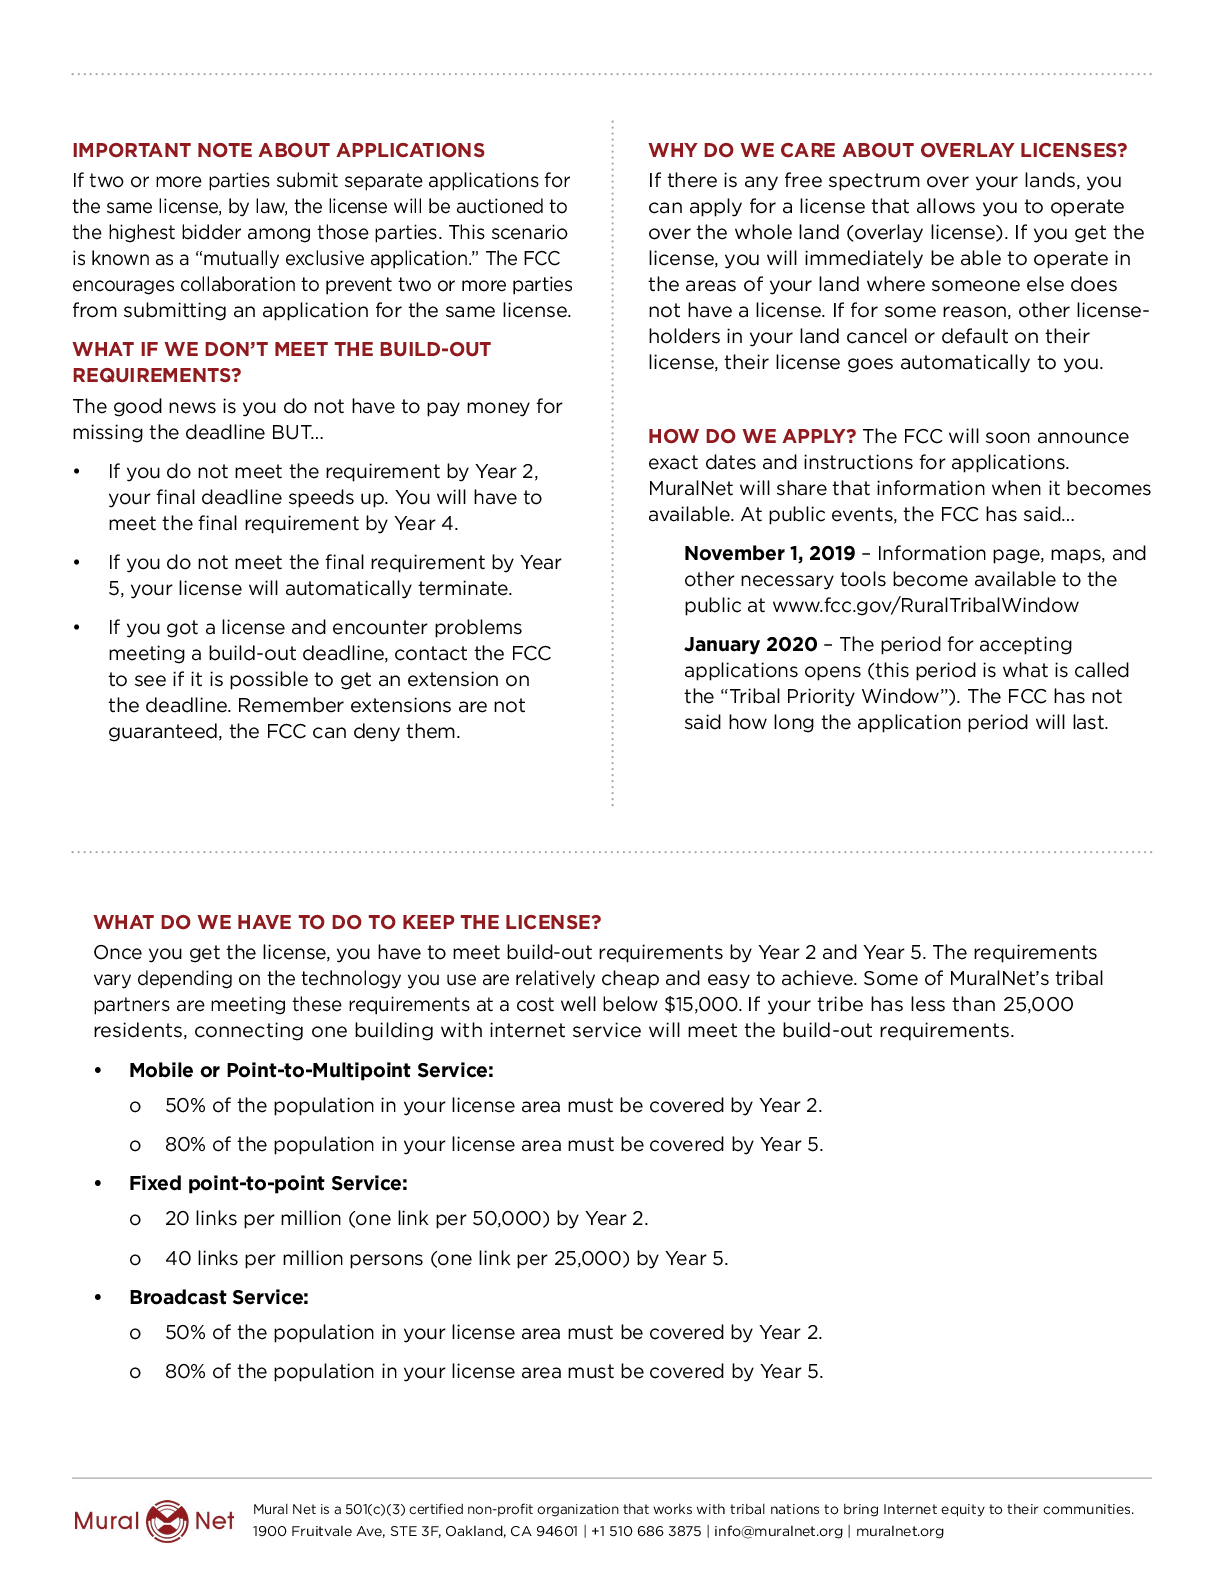 IMPORTANT NOTE ABOUT APPLICATIONS
If two or more parties submit separate applications for
the same license, by law, the license will be auctioned to
the highest bidder among those parties. This scenario
is known as a “mutually exclusive application.” The FCC
encourages collaboration to prevent two or more parties
from submitting an application for the same license.
WHAT IF WE DON’T MEET THE BUILD-OUT
REQUIREMENTS?
The good news is you do not have to pay money for
missing the deadline BUT...
• If you do not meet the requirement by Year 2,
your final deadline speeds up. You will have to
meet the final requirement by Year 4.
• If you do not meet the final requirement by Year
5, your license will automatically terminate.
• If you got a license and encounter problems
meeting a build-out deadline, contact the FCC
to see if it is possible to get an extension on
the deadline. Remember extensions are not
guaranteed, the FCC can deny them.
WHY DO WE CARE ABOUT OVERLAY LICENSES?
If there is any free spectrum over your lands, you
can apply for a license that allows you to operate
over the whole land (overlay license). If you get the
license, you will immediately be able to operate in
the areas of your land where someone else does
not have a license. If for some reason, other license-
holders in your land cancel or default on their
license, their license goes automatically to you.
HOW DO WE APPLY? The FCC will soon announce
exact dates and instructions for applications.
MuralNet will share that information when it becomes
available. At public events, the FCC has said...
November 1, 2019 – Information page, maps, and
other necessary tools become available to the
public at www.fcc.gov/RuralTribalWindow
January 2020 – The period for accepting
applications opens (this period is what is called
the “Tribal Priority Window”). The FCC has not
said how long the application period will last.
WHAT DO WE HAVE TO DO TO KEEP THE LICENSE?
Once you get the license, you have to meet build-out requirements by Year 2 and Year 5. The requirements
vary depending on the technology you use are relatively cheap and easy to achieve. Some of MuralNet’s tribal
partners are meeting these requirements at a cost well below $15,000. If your tribe has less than 25,000
residents, connecting one building with internet service will meet the build-out requirements.
• Mobile or Point-to-Multipoint Service:
o 50% of the population in your license area must be covered by Year 2.
o 80% of the population in your license area must be covered by Year 5.
• Fixed point-to-point Service:
o 20 links per million (one link per 50,000) by Year 2.
o 40 links per million persons (one link per 25,000) by Year 5.
• Broadcast Service:
o 50% of the population in your license area must be covered by Year 2.
o 80% of the population in your license area must be covered by Year 5.
Mural Net
Mural Net is a 501(c)(3) certified non-profit organization that works with tribal nations to bring Internet equity to their communities.
1900 Fruitvale Ave, STE 3F, Oakland, CA 94601 | +1 510 686 3875 | info@muralnet.org | muralnet.org